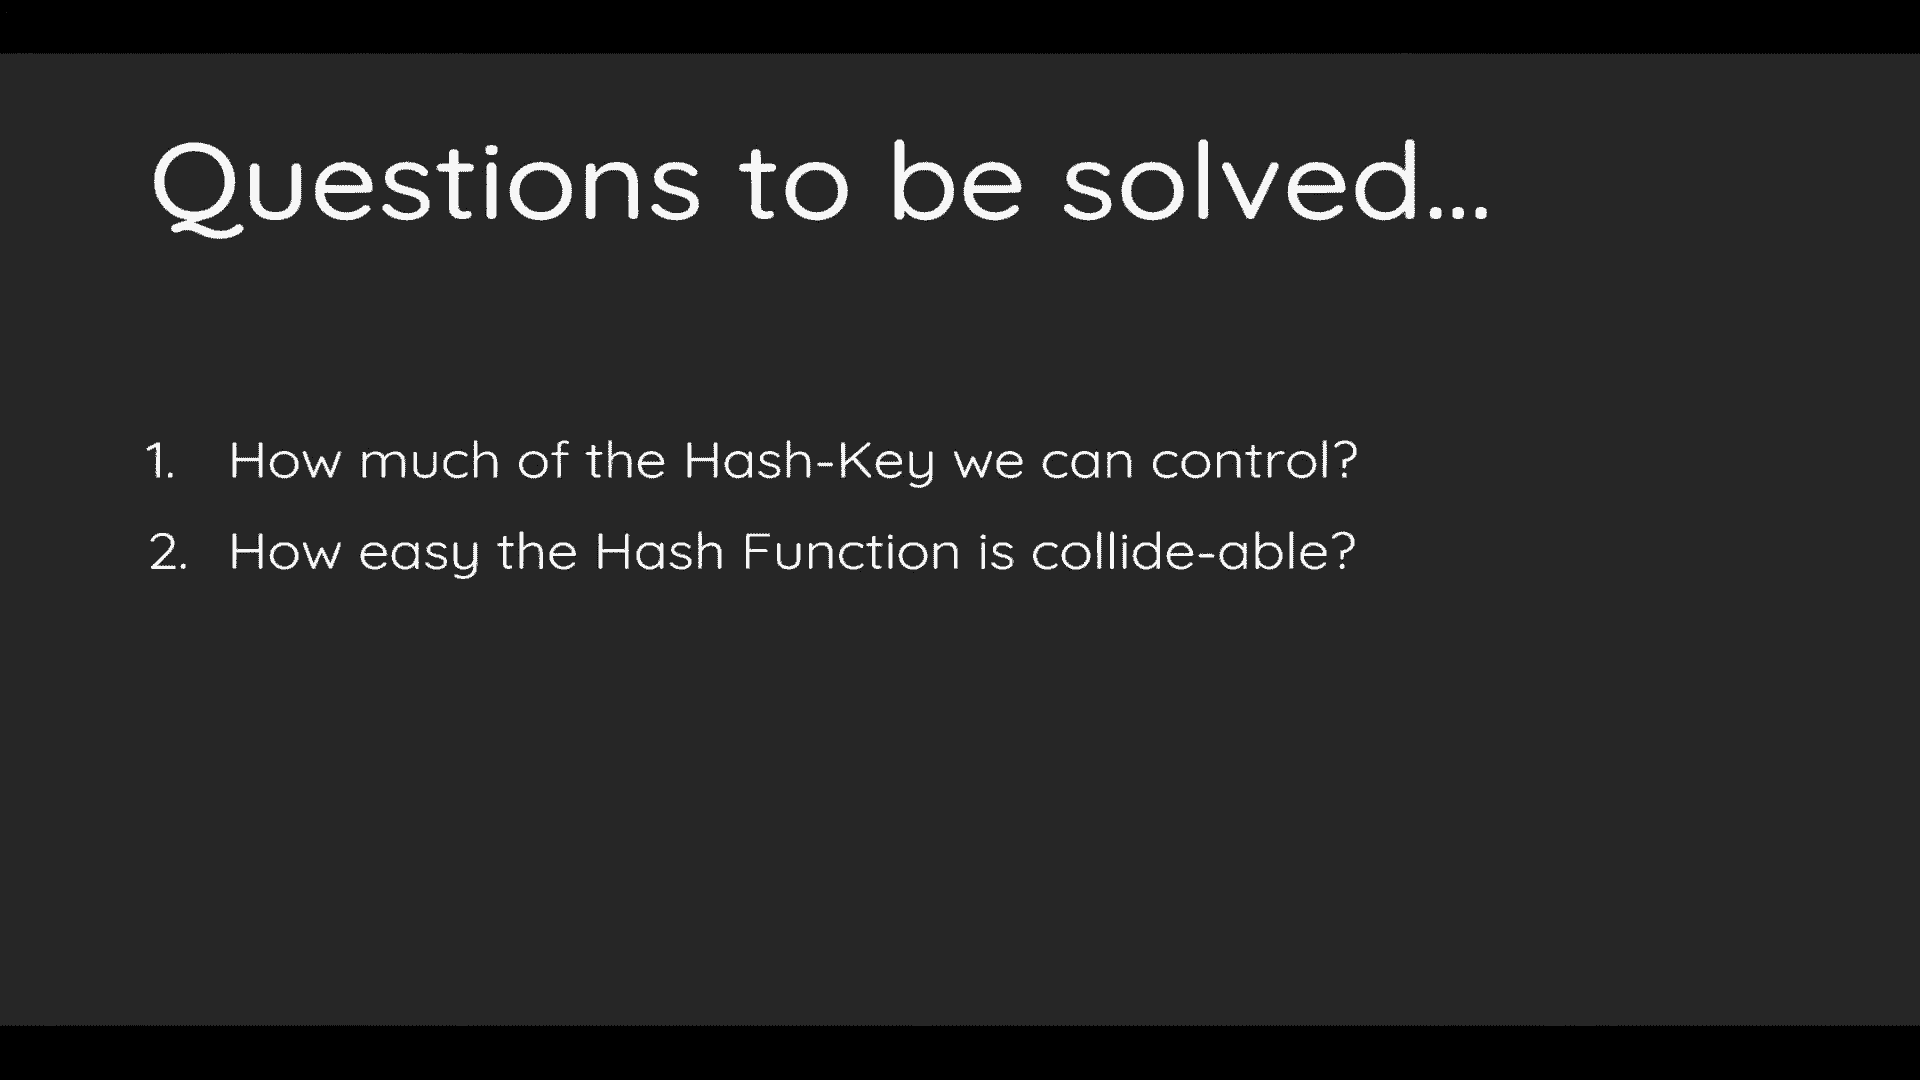 Questions to be solved...
1. How much of the Hash-Key we can control?
2. How easy the Hash Function is collide-able?